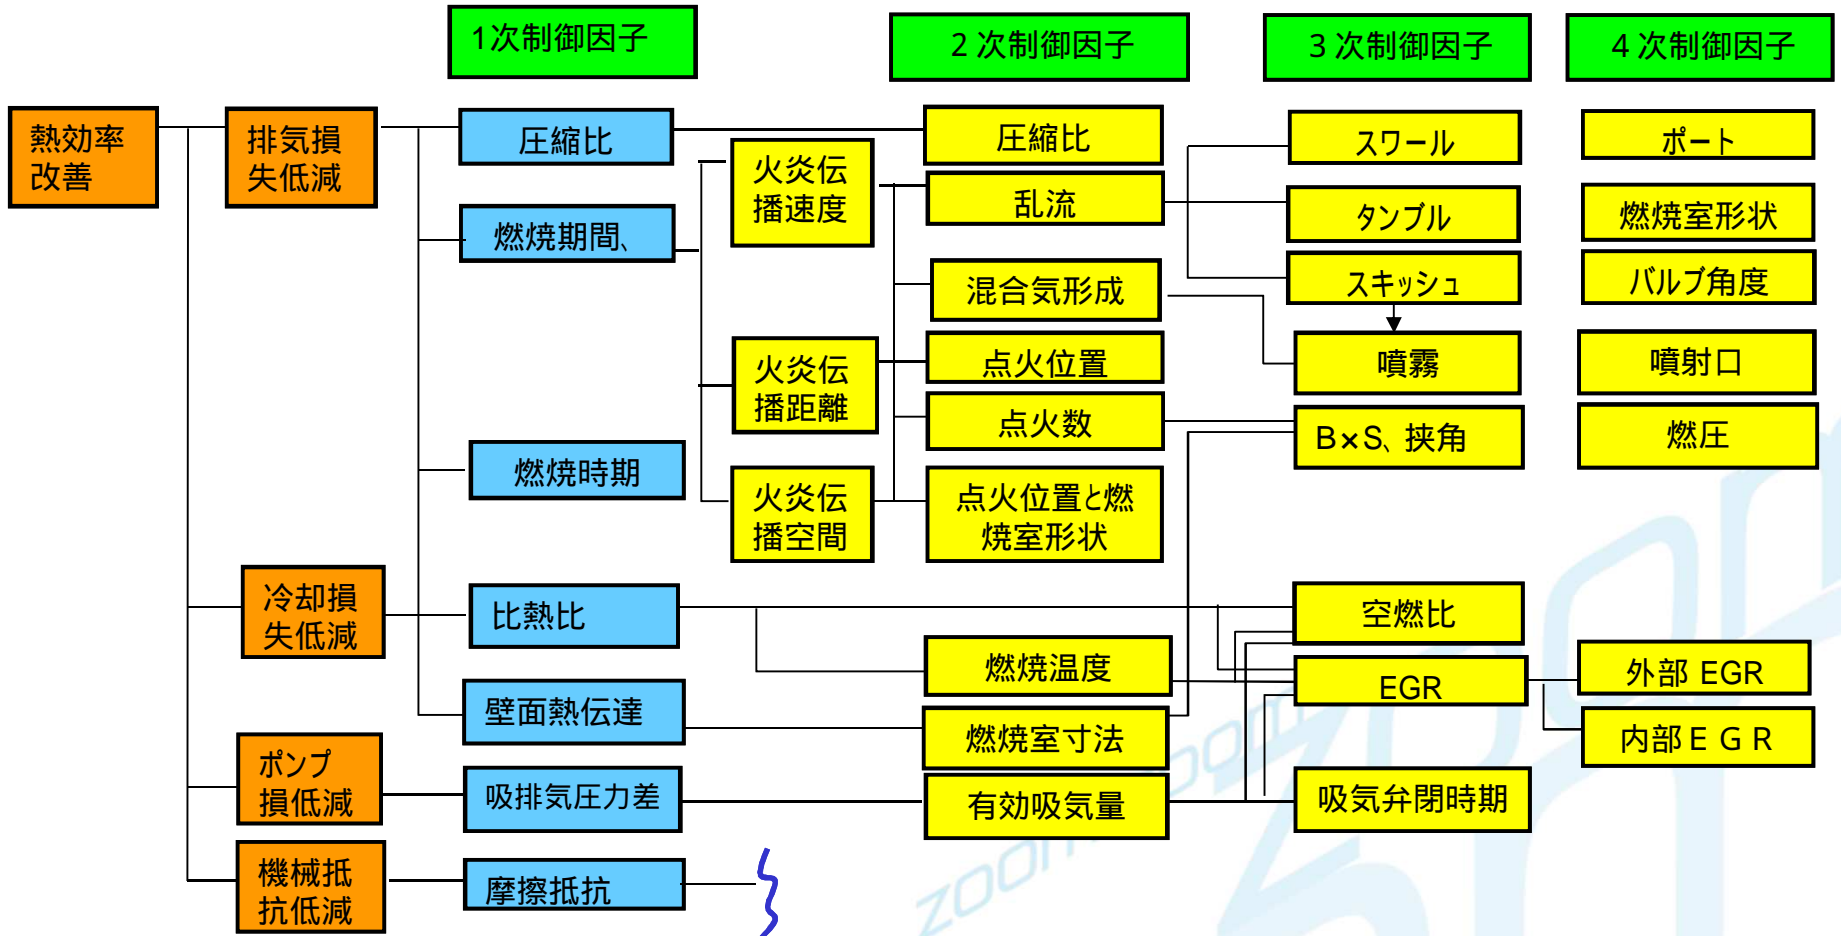 1次制御因子
2次制御因子
3次制御因子
4次制御因子
熱効率
改善
排気損
失低減
冷却損
失低減
ポンプ
損低減
機械抵
抗低減
圧縮比
燃焼期間、
燃焼時期
比熱比
壁面熱伝達
吸排気圧力差
摩擦抵抗
火炎伝
播速度
火炎伝
播距離
火炎伝
播空間
圧縮比
乱流
混合気形成
点火位置
点火数
点火位置と燃
焼室形状
燃焼温度
燃焼室寸法
有効吸気量
スワール
タンブル
スキッシュ
噴霧
B×S、挟角
空燃比
EGR
吸気弁閉時期
ポート
燃焼室形状
バルブ角度
噴射口
燃圧
外部 EGR
内部EGR
zoom zoom